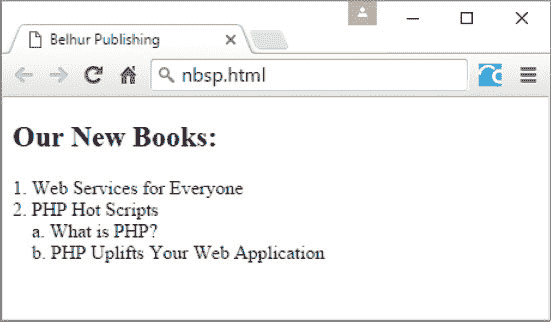 Belhur Publishing
nbsp.html
Our New Books:
1. Web Services for Everyone
2. PHP Hot Scripts
a. What is PHP?
b. PHP Uplifts Your Web Application